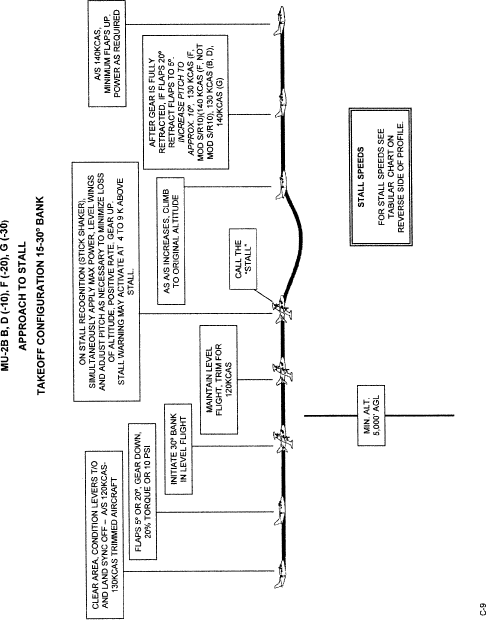 MU-2B B, D (-10), F (-20), G (-30)
APPROACH TO STALL
TAKEOFF CONFIGURATION 15-30º BANK
CLEAR AREA, CONDITION LEVERS T/O
AND LAND SYNC OFF – A/S 120KCAS-
130KCAS TRIMMED AIRCRAFT
FLAPS 5º OR 20º, GEAR DOWN,
20% TORQUE OR 10 PSI
INITIATE 30º BANK
IN LEVEL FLIGHT
MAINTAIN LEVEL
FLIGHT, TRIM FOR
120KCAS
ON STALL RECOGNITION (STICK SHAKER),
SIMULTANEOUSLY APPLY MAX POWER, LEVEL WINGS
AND ADJUST PITCH AS NECESSARY TO MINIMIZE LOSS
OF ALTITUDE. POSITIVE RATE. GEAR UP.
STALL WARNING MAY ACTIVATE AT 4 TO 9 K ABOVE
STALL.
AS A/S INCREASES, CLIMB
TO ORIGINAL ALTITUDE
CALL THE
"STALL"
AFTER GEAR IS FULLY
RETRACTED, IF FLAPS 20º
RETRACT FLAPS TO 5º.
INCREASE PITCH TO
APPROX. 10º, 130 KCAS (F,
MOD S/R10)(140 KCAS (F, NOT
MOD S/R10), 130 KCAS (B, D),
140KCAS (G)
A/S 140KCAS,
MINIMUM FLAPS UP,
POWER AS REQUIRED
MIN. ALT.
5,000' AGL
STALL SPEEDS
FOR STALL SPEEDS SEE
TABULAR CHART ON
REVERSE SIDE OF PROFILE.
C-9